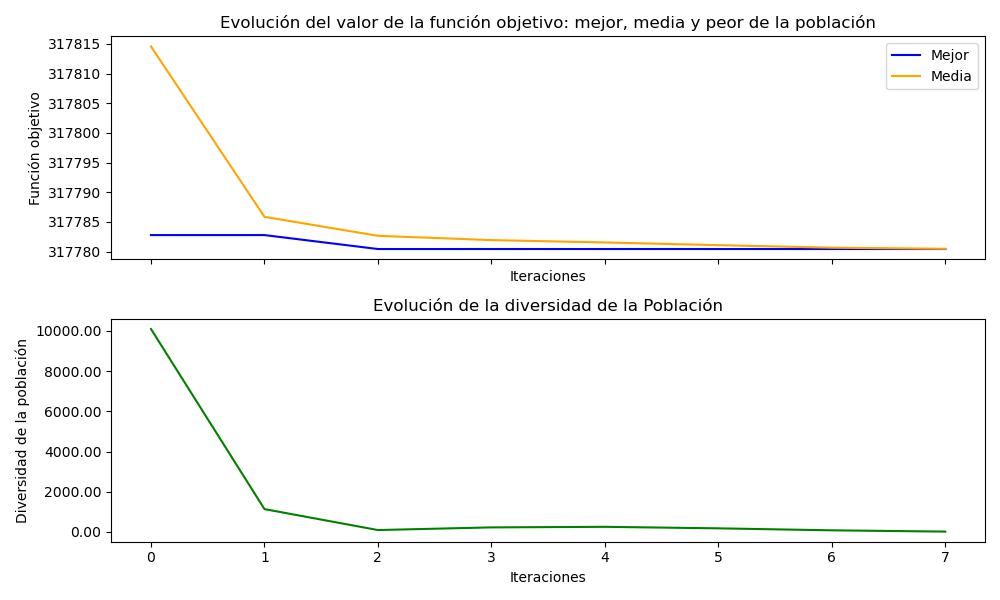 Evolución del valor de la función objetivo: mejor, media y peor de la población
317815
317810
317805
317800
317795
317790
317785
317780
Función objetivo
Mejor
Media
Iteraciones
Evolución de la diversidad de la Población
10000.00
8000.00
6000.00
4000.00
2000.00
0.00
Diversidad de la población
0 1 2 3 4 5 6 7
Iteraciones